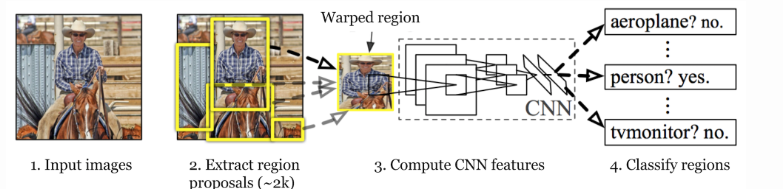 Warped region
aeroplane? no.
person? yes.
CNN
tvmonitor? no.
1. Input images
2. Extract region
proposals (~2k)
3. Compute CNN features
4. Classify regions